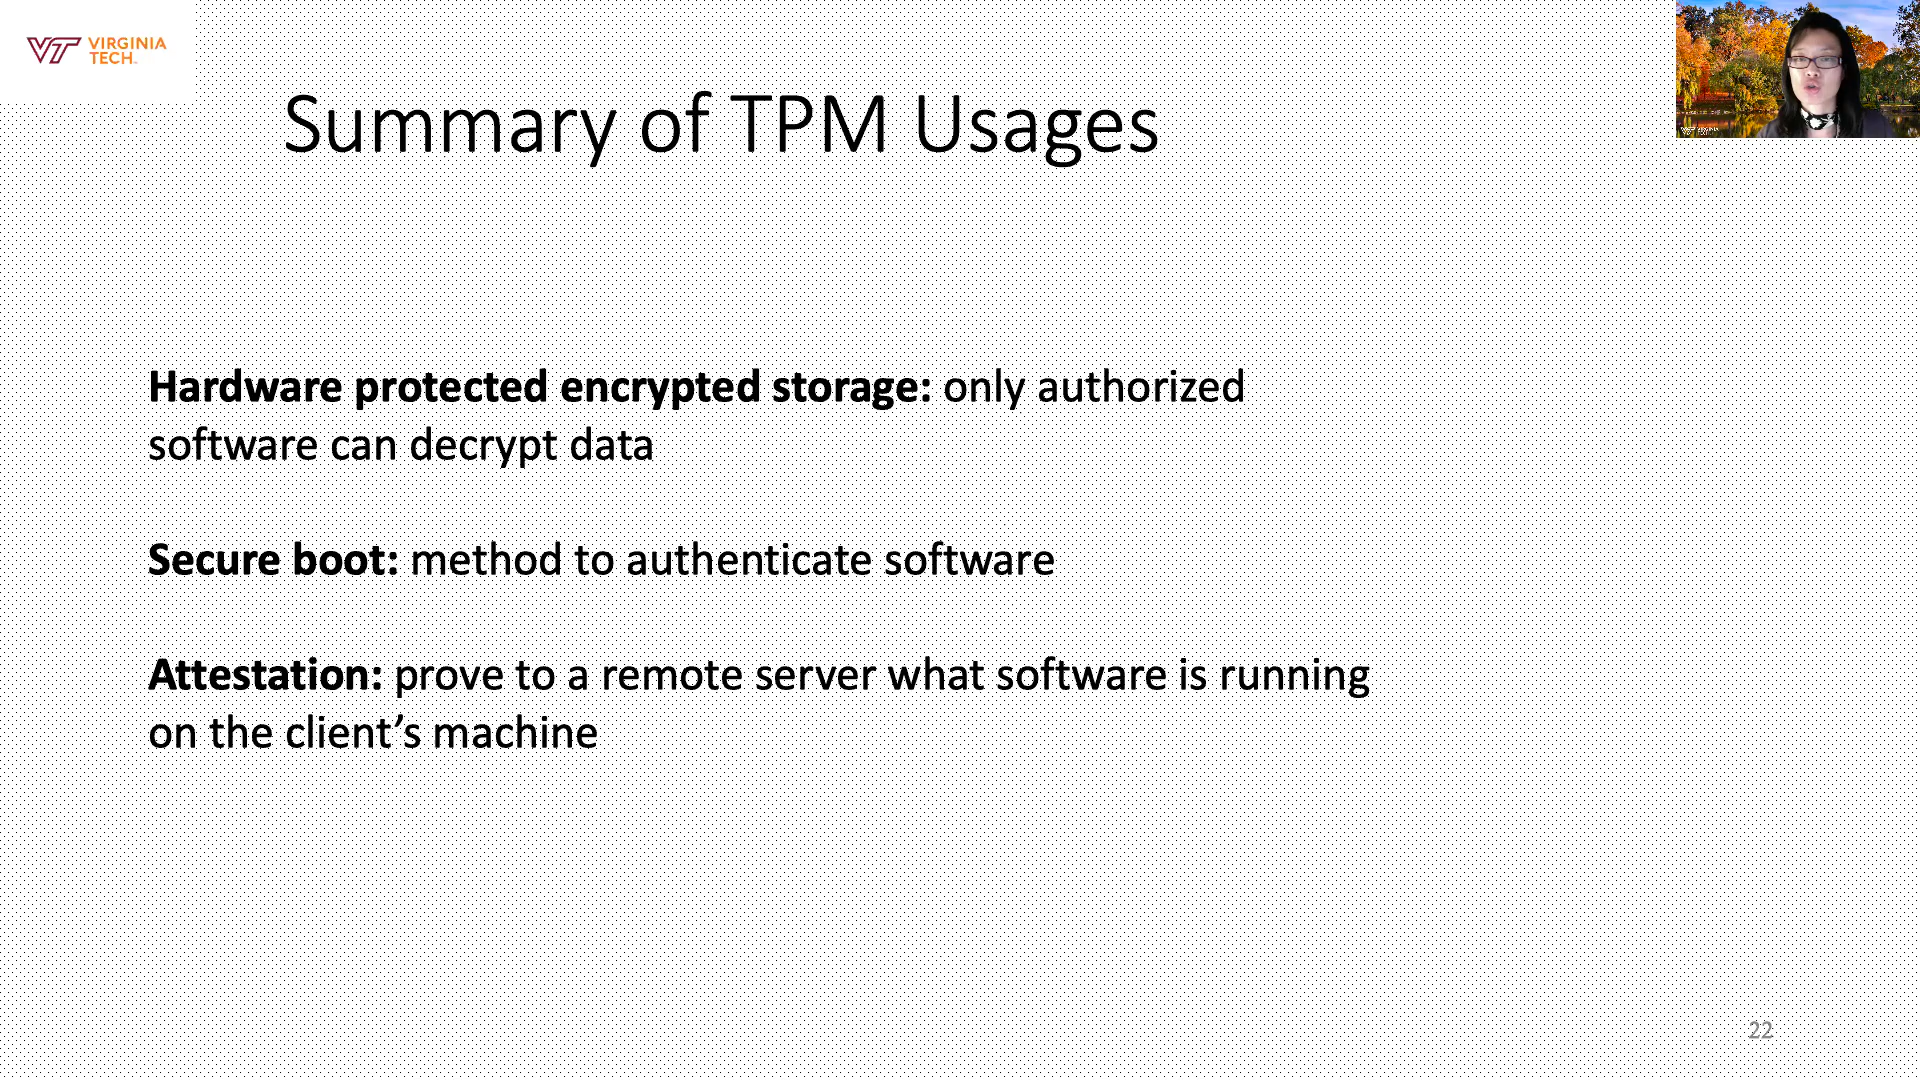 VIRGINIA
TECH
Summary of TPM Usages
Hardware protected encrypted storage: only authorized
software can decrypt data
Secure boot: method to authenticate software
Attestation: prove to a remote server what software is running
on the client’s machine
22